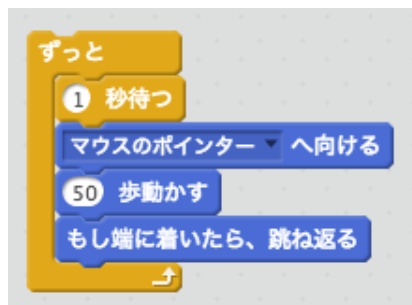 ずっと
1 秒待つ
マウスのポインター へ向ける
50 歩動かす
もし端に着いたら、跳ね返る